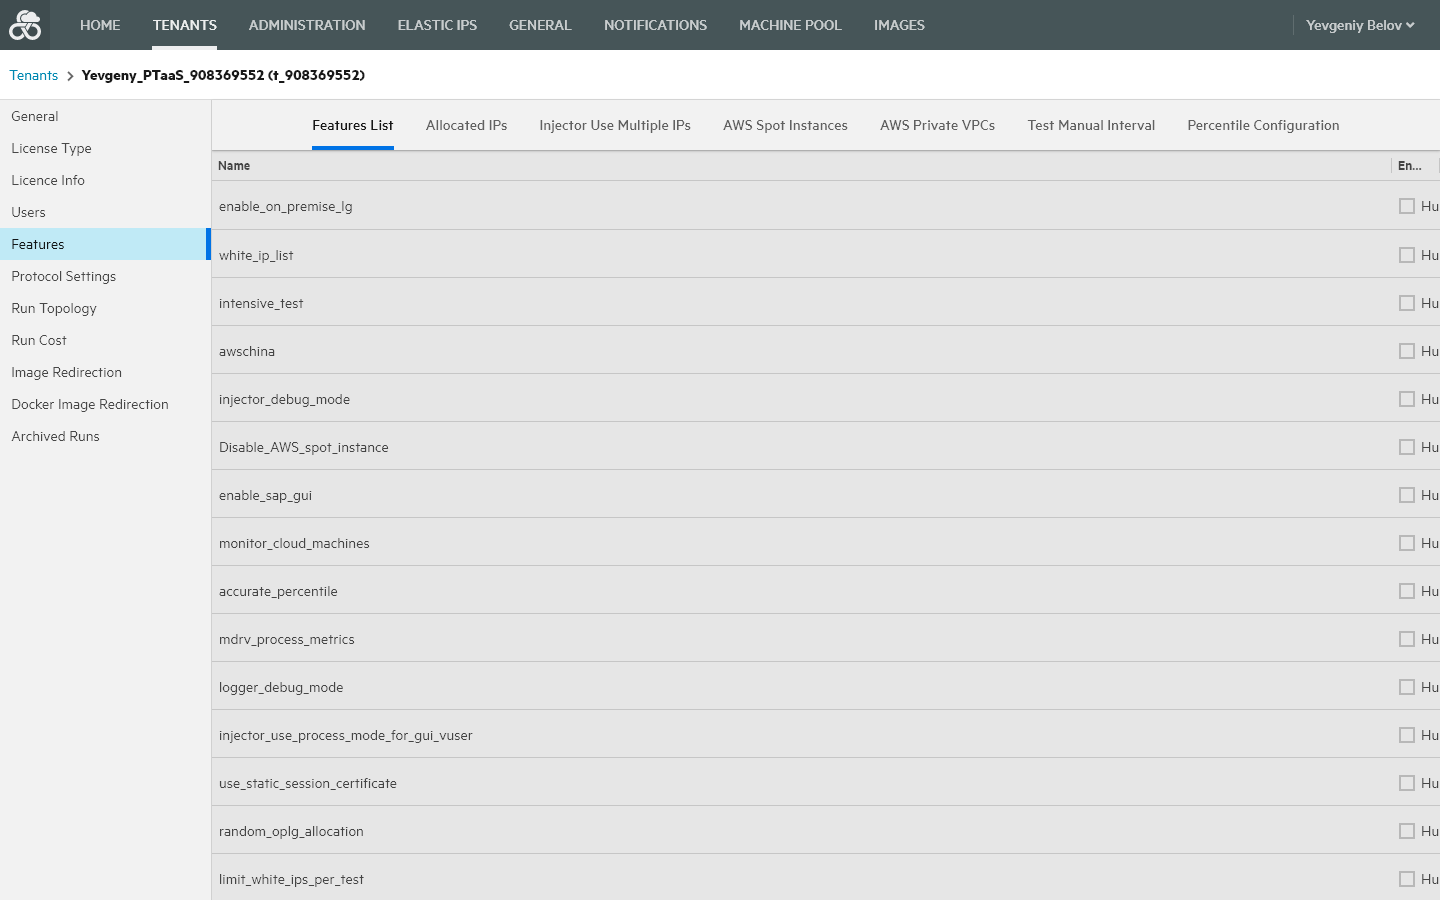 HOME TENANTS ADMINISTRATION ELASTIC IPS GENERAL NOTIFICATIONS MACHINE POOL IMAGES Yevgeniy Belov
Tenants > Yevgeny_PTaaS_908369552 (t_908369552)
General
License Type
Licence Info
Users
Features
Protocol Settings
Run Topology
Run Cost
Image Redirection
Docker Image Redirection
Archived Runs
Features List Allocated IPs Injector Use Multiple IPs AWS Spot Instances AWS Private VPCs Test Manual Interval Percentile Configuration
Name En...
enable_on_premise_lg Hu
white_ip_list Hu
intensive_test Hu
awschina Hu
injector_debug_mode Hu
Disable_AWS_spot_instance Hu
enable_sap_gui Hu
monitor_cloud_machines Hu
accurate_percentile Hu
mdrv_process_metrics Hu
logger_debug_mode Hu
injector_use_process_mode_for_gui_vuser Hu
use_static_session_certificate Hu
random_oplg_allocation Hu
limit_white_ips_per_test Hu